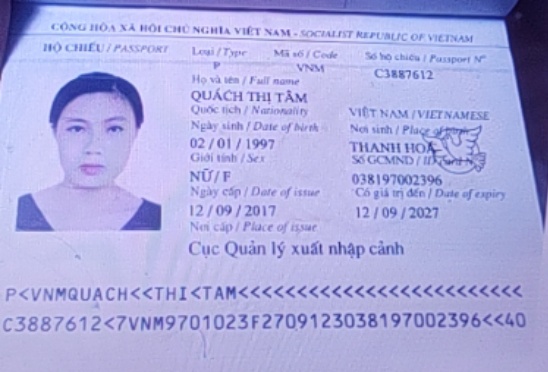 CỘNG HÒA XÃ HỘI CHỦ NGHĨA VIỆT NAM - SOCIALIST REPUBLIC OF VIETNAM
HỘ CHIẾU / PASSPORT Loại / Type Mã số / Code Số hộ chiếu / Passport Nº
P VNM C3887612
Họ và tên / Full name
QUÁCH THỊ TÂM
Quốc tịch / Nationality VIỆT NAM / VIETNAMESE
Ngày sinh / Date of birth Nơi sinh / Place of birth
02 / 01 / 1997 THANH HOÁ
Giới tính / Sex Số GCMND /
NỮ / F 038197002396
Ngày cấp / Date of issue Có giá trị đến / Date of expiry
12 / 09 / 2017 12 / 09 / 2027
Nơi cấp / Place of issue
Cục Quản lý xuất nhập cảnh
P<VNMQUACH<<THI<TAM<<<<<<<<<<<<<<<<<<<<<<<<<
C3887612<7VNM9701023F2709123038197002396<<40